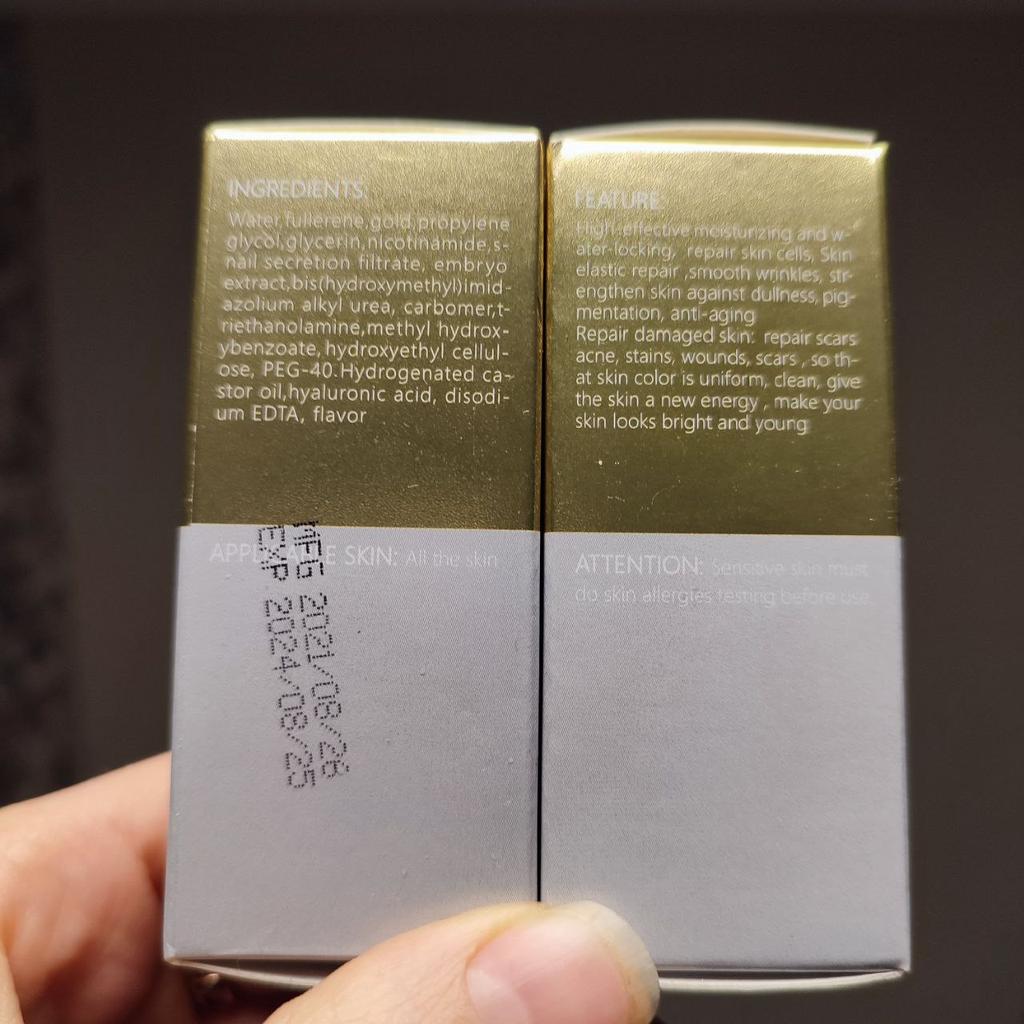 INGREDIENTS:
Water,fullerene,gold,propylene
glycol,glycerin,nicotinamide,s-
nail secretion filtrate, embryo
extract,bis(hydroxymethyl)imid-
azolium alkyl urea, carbomer,t-
riethanolamine,methyl hydrox-
ybenzoate, hydroxyethyl cellul-
ose, PEG-40.Hydrogenated ca-
stor oil,hyaluronic acid, disodi-
um EDTA, flavor
APPLICABLE SKIN: All the skin
MFG 2021/08/26
EXP 2024/08/25
FEATURE:
High-effective moisturizing and w-
ater-locking, repair skin cells, Skin
elastic repair ,smooth wrinkles, str-
engthen skin against dullness, pig-
mentation, anti-aging
Repair damaged skin: repair scars
acne, stains, wounds, scars , so th-
at skin color is uniform, clean, give
the skin a new energy , make your
skin looks bright and young
ATTENTION: Sensitive skin must
do skin allergies testing before use.